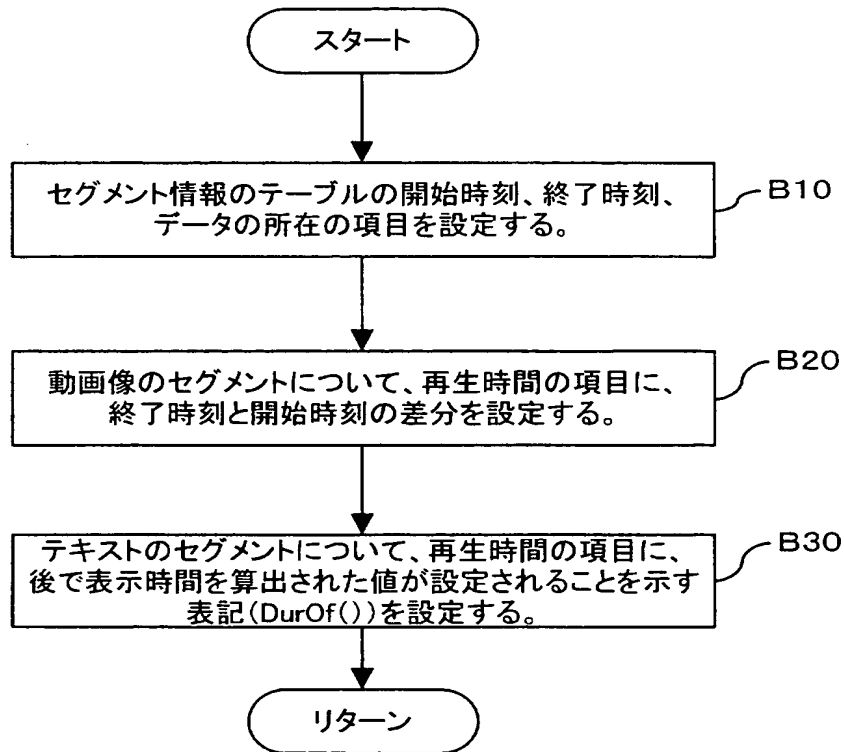 スタート
セグメント情報のテーブルの開始時刻、終了時刻、
データの所在の項目を設定する。
B10
動画像のセグメントについて、再生時間の項目に、
終了時刻と開始時刻の差分を設定する。
B20
テキストのセグメントについて、再生時間の項目に、
後で表示時間を算出された値が設定されることを示す
表記(DurOf())を設定する。
B30
リターン